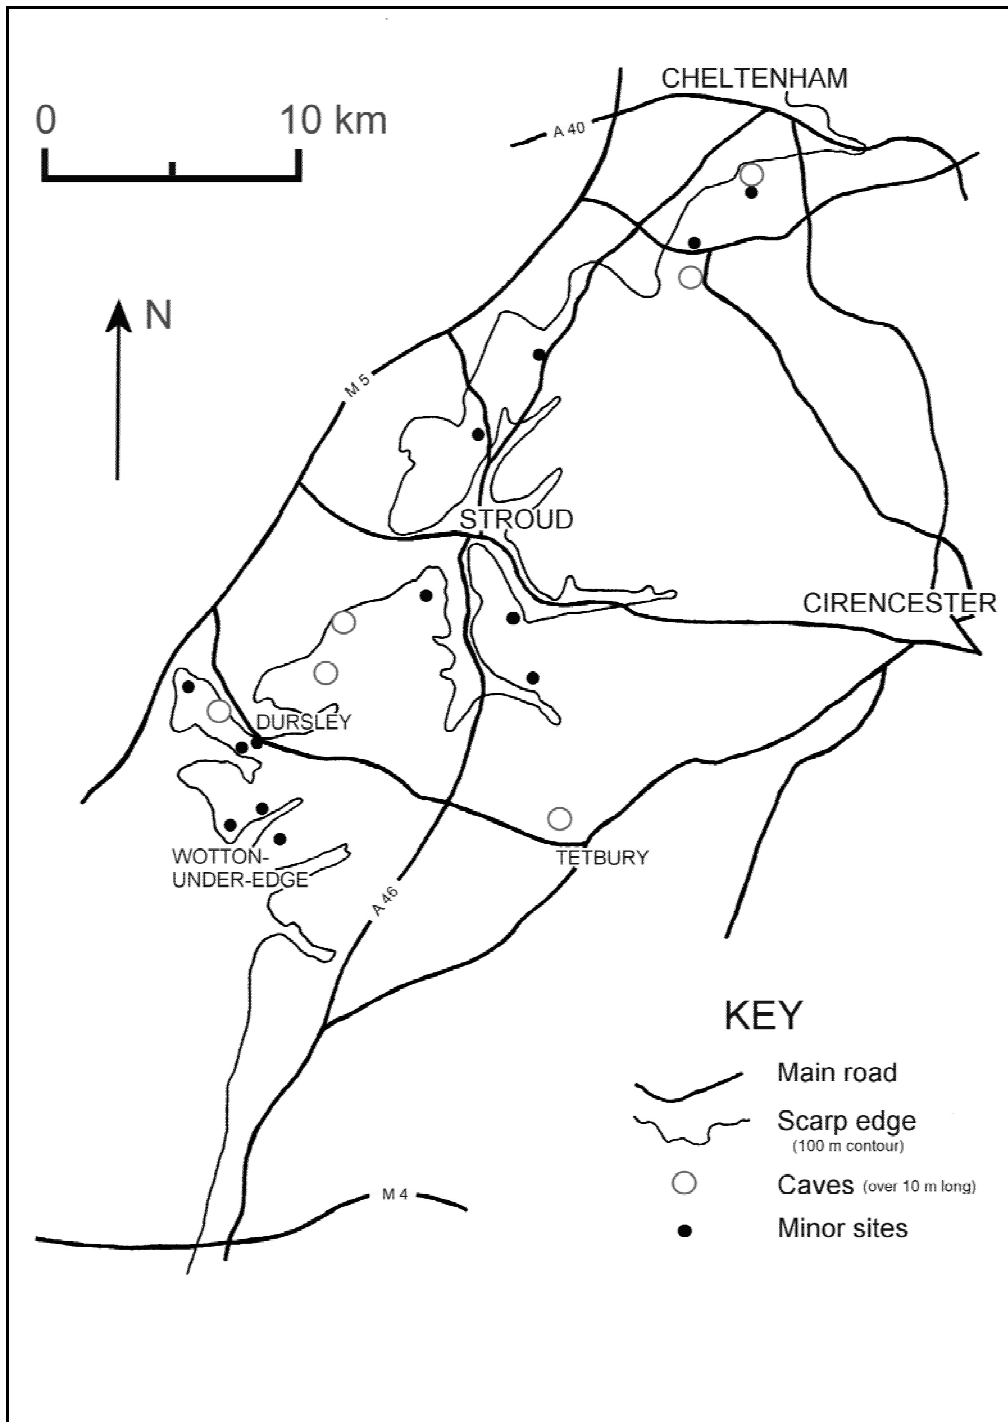 CHELTENHAM
0 10 km
A 40
N
M 5
STROUD
CIRENCESTER
DURSLEY
WOTTON-
UNDER-EDGE
TETBURY
A 46
KEY
Main road
Scarp edge
(100 m contour)
Caves (over 10 m long)
Minor sites
M 4